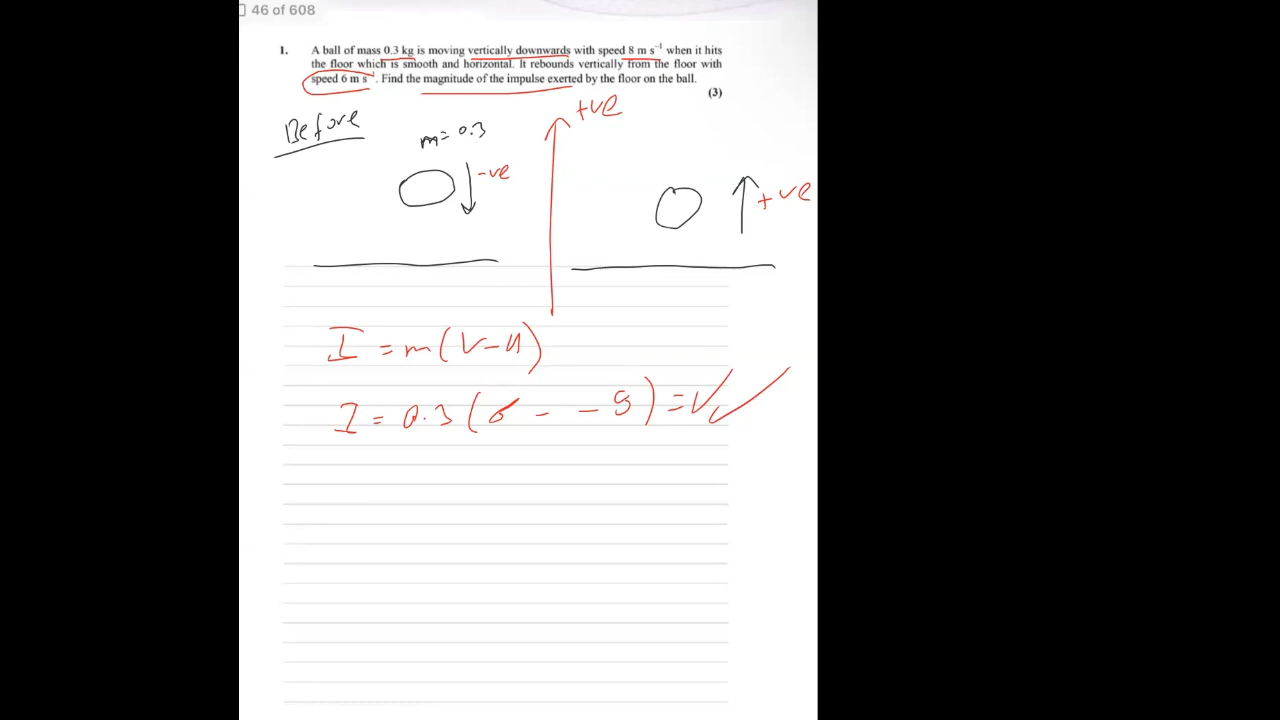 46 of 608
1. A ball of mass 0.3 kg is moving vertically downwards with speed 8 m s⁻¹ when it hits
the floor which is smooth and horizontal. It rebounds vertically from the floor with
speed 6 m s⁻¹. Find the magnitude of the impulse exerted by the floor on the ball.
(3)
Before
m = 0.3
+ve
-ve
+ve
I = m(V-u)
I = 0.3(6 - - 8) = ✓